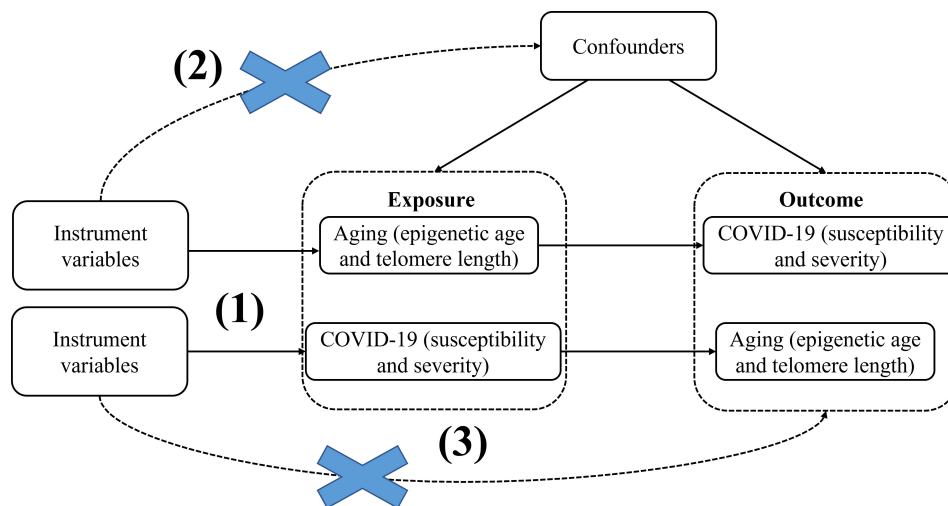 Confounders
(2)
Exposure
Outcome
Instrument
variables
Aging (epigenetic age
and telomere length)
COVID-19 (susceptibility
and severity)
(1)
Instrument
variables
COVID-19 (susceptibility
and severity)
Aging (epigenetic age
and telomere length)
(3)